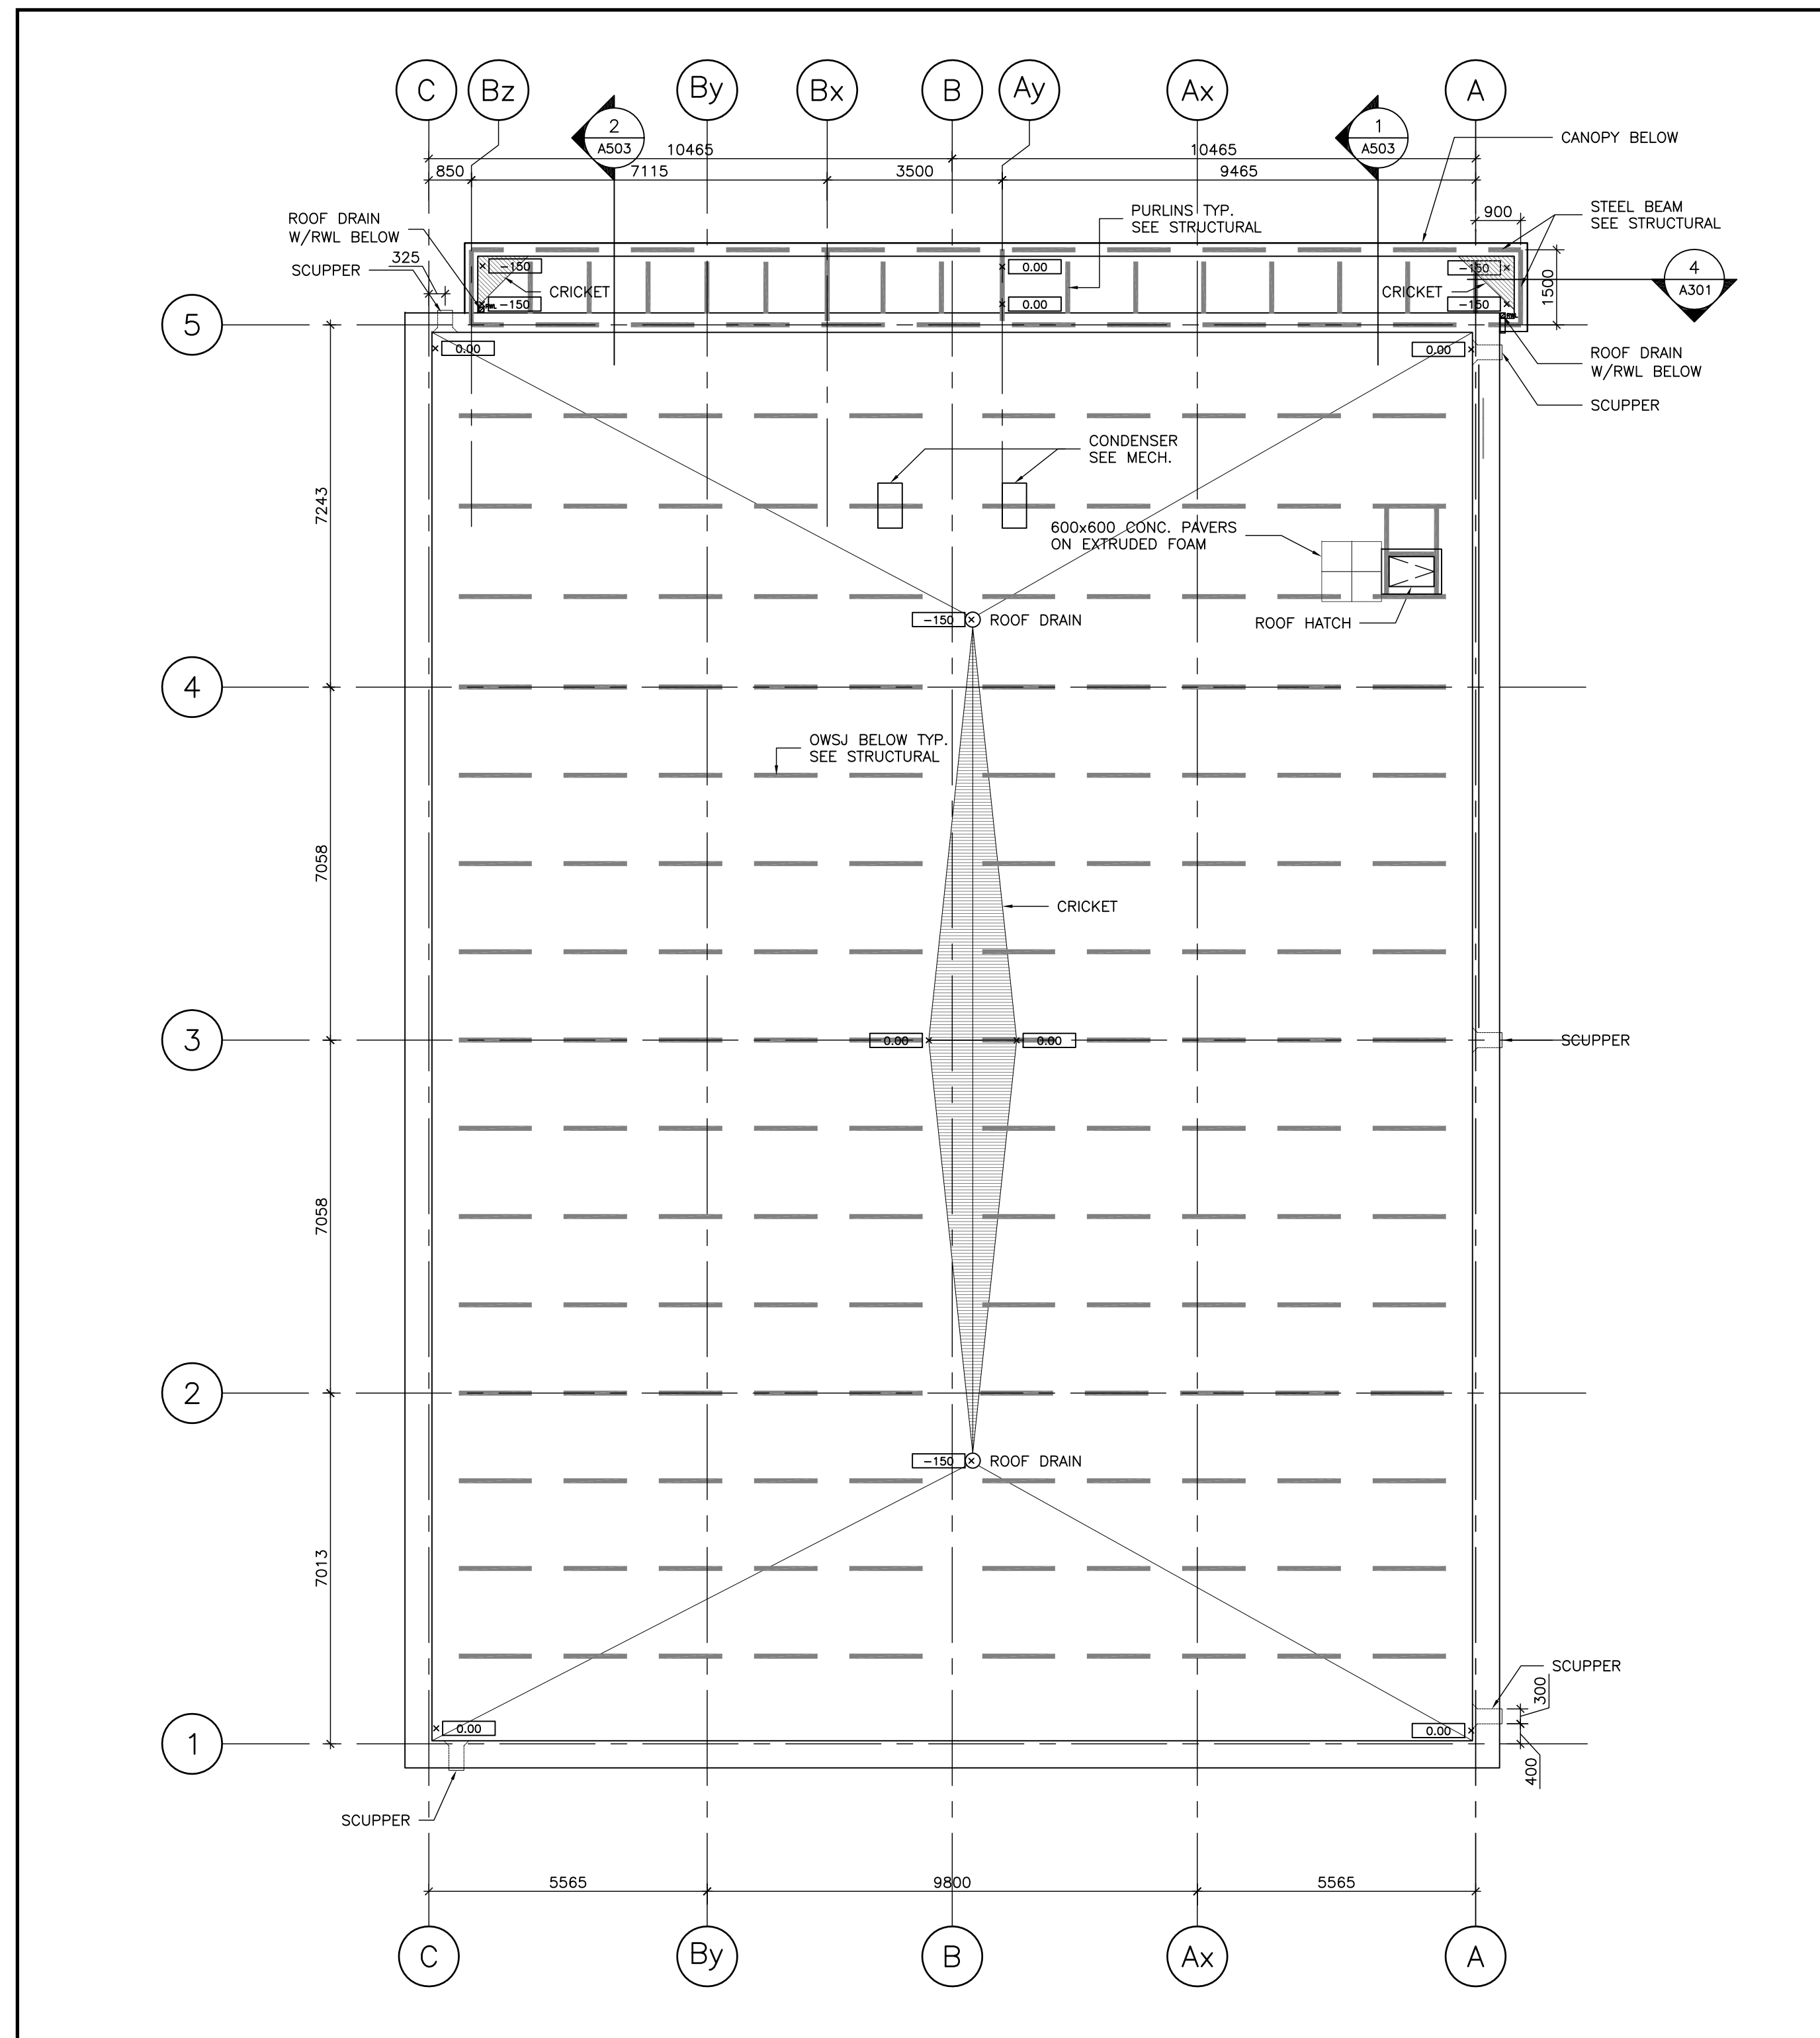 C
Bz
By
Bx
B
Ay
Ax
A
2
A503
1
A503
10465
10465
CANOPY BELOW
850
7115
3500
9465
PURLINS TYP.
SEE STRUCTURAL
900
STEEL BEAM
SEE STRUCTURAL
ROOF DRAIN
W/RWL BELOW
325
SCUPPER
-150
-150
CRICKET
0.00
0.00
CRICKET
-150
-150
1500
4
A301
5
0.00
0.00
ROOF DRAIN
W/RWL BELOW
SCUPPER
CONDENSER
SEE MECH.
7243
600x600 CONC. PAVERS
ON EXTRUDED FOAM
-150
ROOF DRAIN
ROOF HATCH
4
OWSJ BELOW TYP.
SEE STRUCTURAL
7058
CRICKET
3
0.00
0.00
SCUPPER
7058
2
-150
ROOF DRAIN
7013
SCUPPER
300
1
0.00
0.00
400
SCUPPER
5565
9800
5565
C
By
B
Ax
A